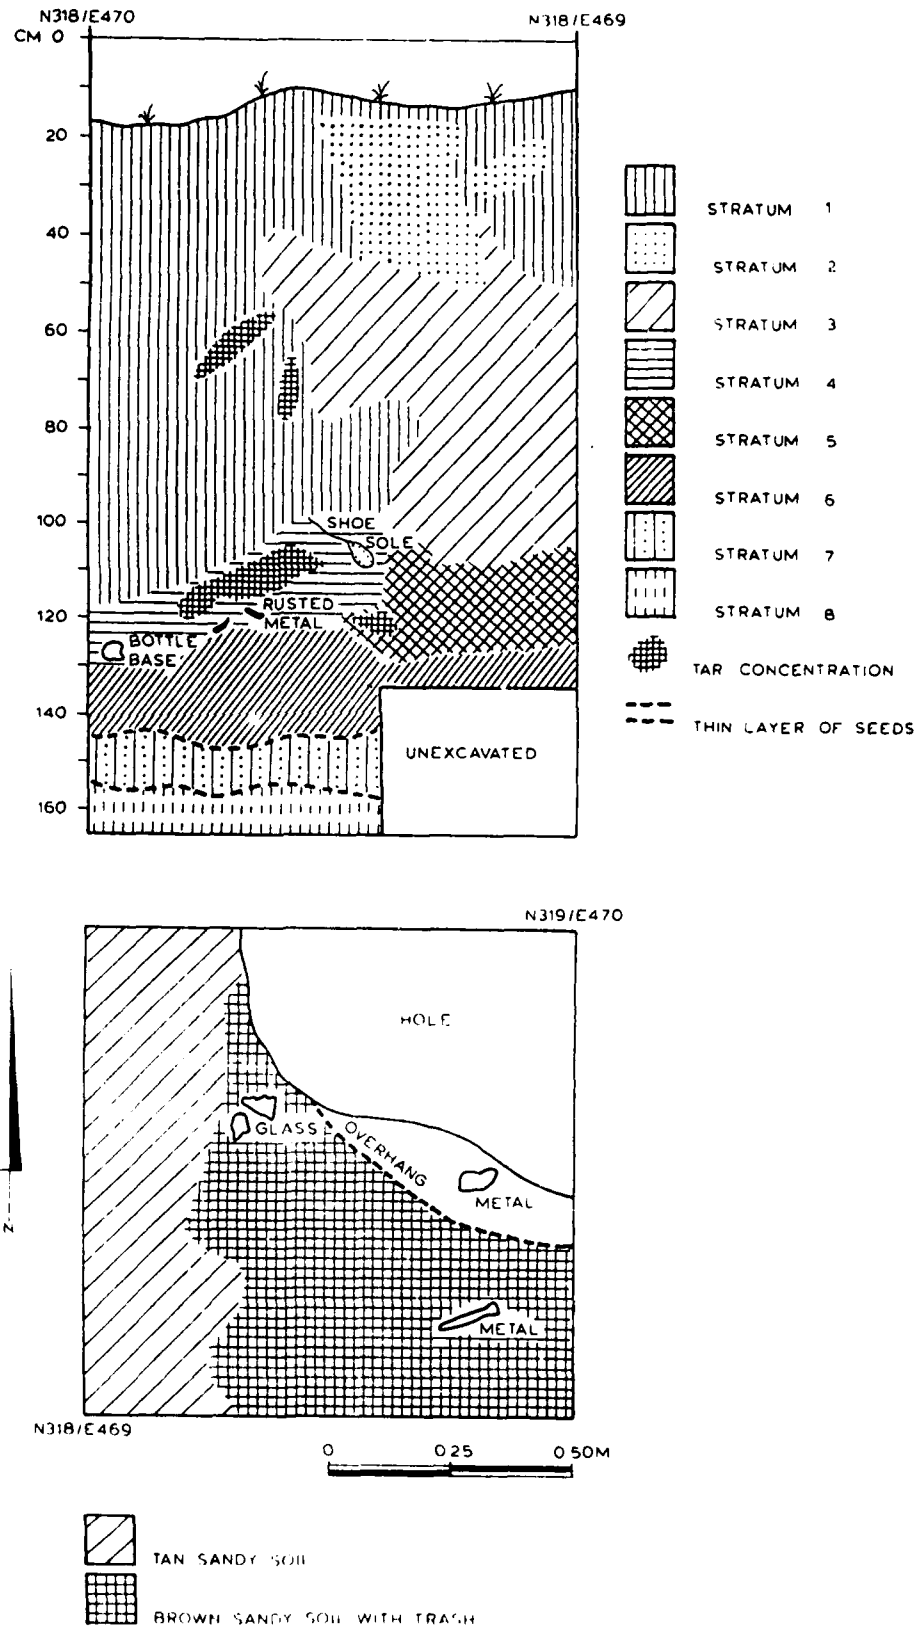 N318/E470
N318/E469
CM 0
20
40
60
80
100
120
140
160
SHOE
SOLE
RUSTED
METAL
BOTTLE
BASE
UNEXCAVATED
STRATUM 1
STRATUM 2
STRATUM 3
STRATUM 4
STRATUM 5
STRATUM 6
STRATUM 7
STRATUM 8
TAR CONCENTRATION
THIN LAYER OF SEEDS
N319/E470
HOLE
GLASS
OVERHANG
METAL
METAL
N
N318/E469
0 0 25 0 50M
TAN SANDY SOIL
BROWN SANDY SOIL WITH TRASH